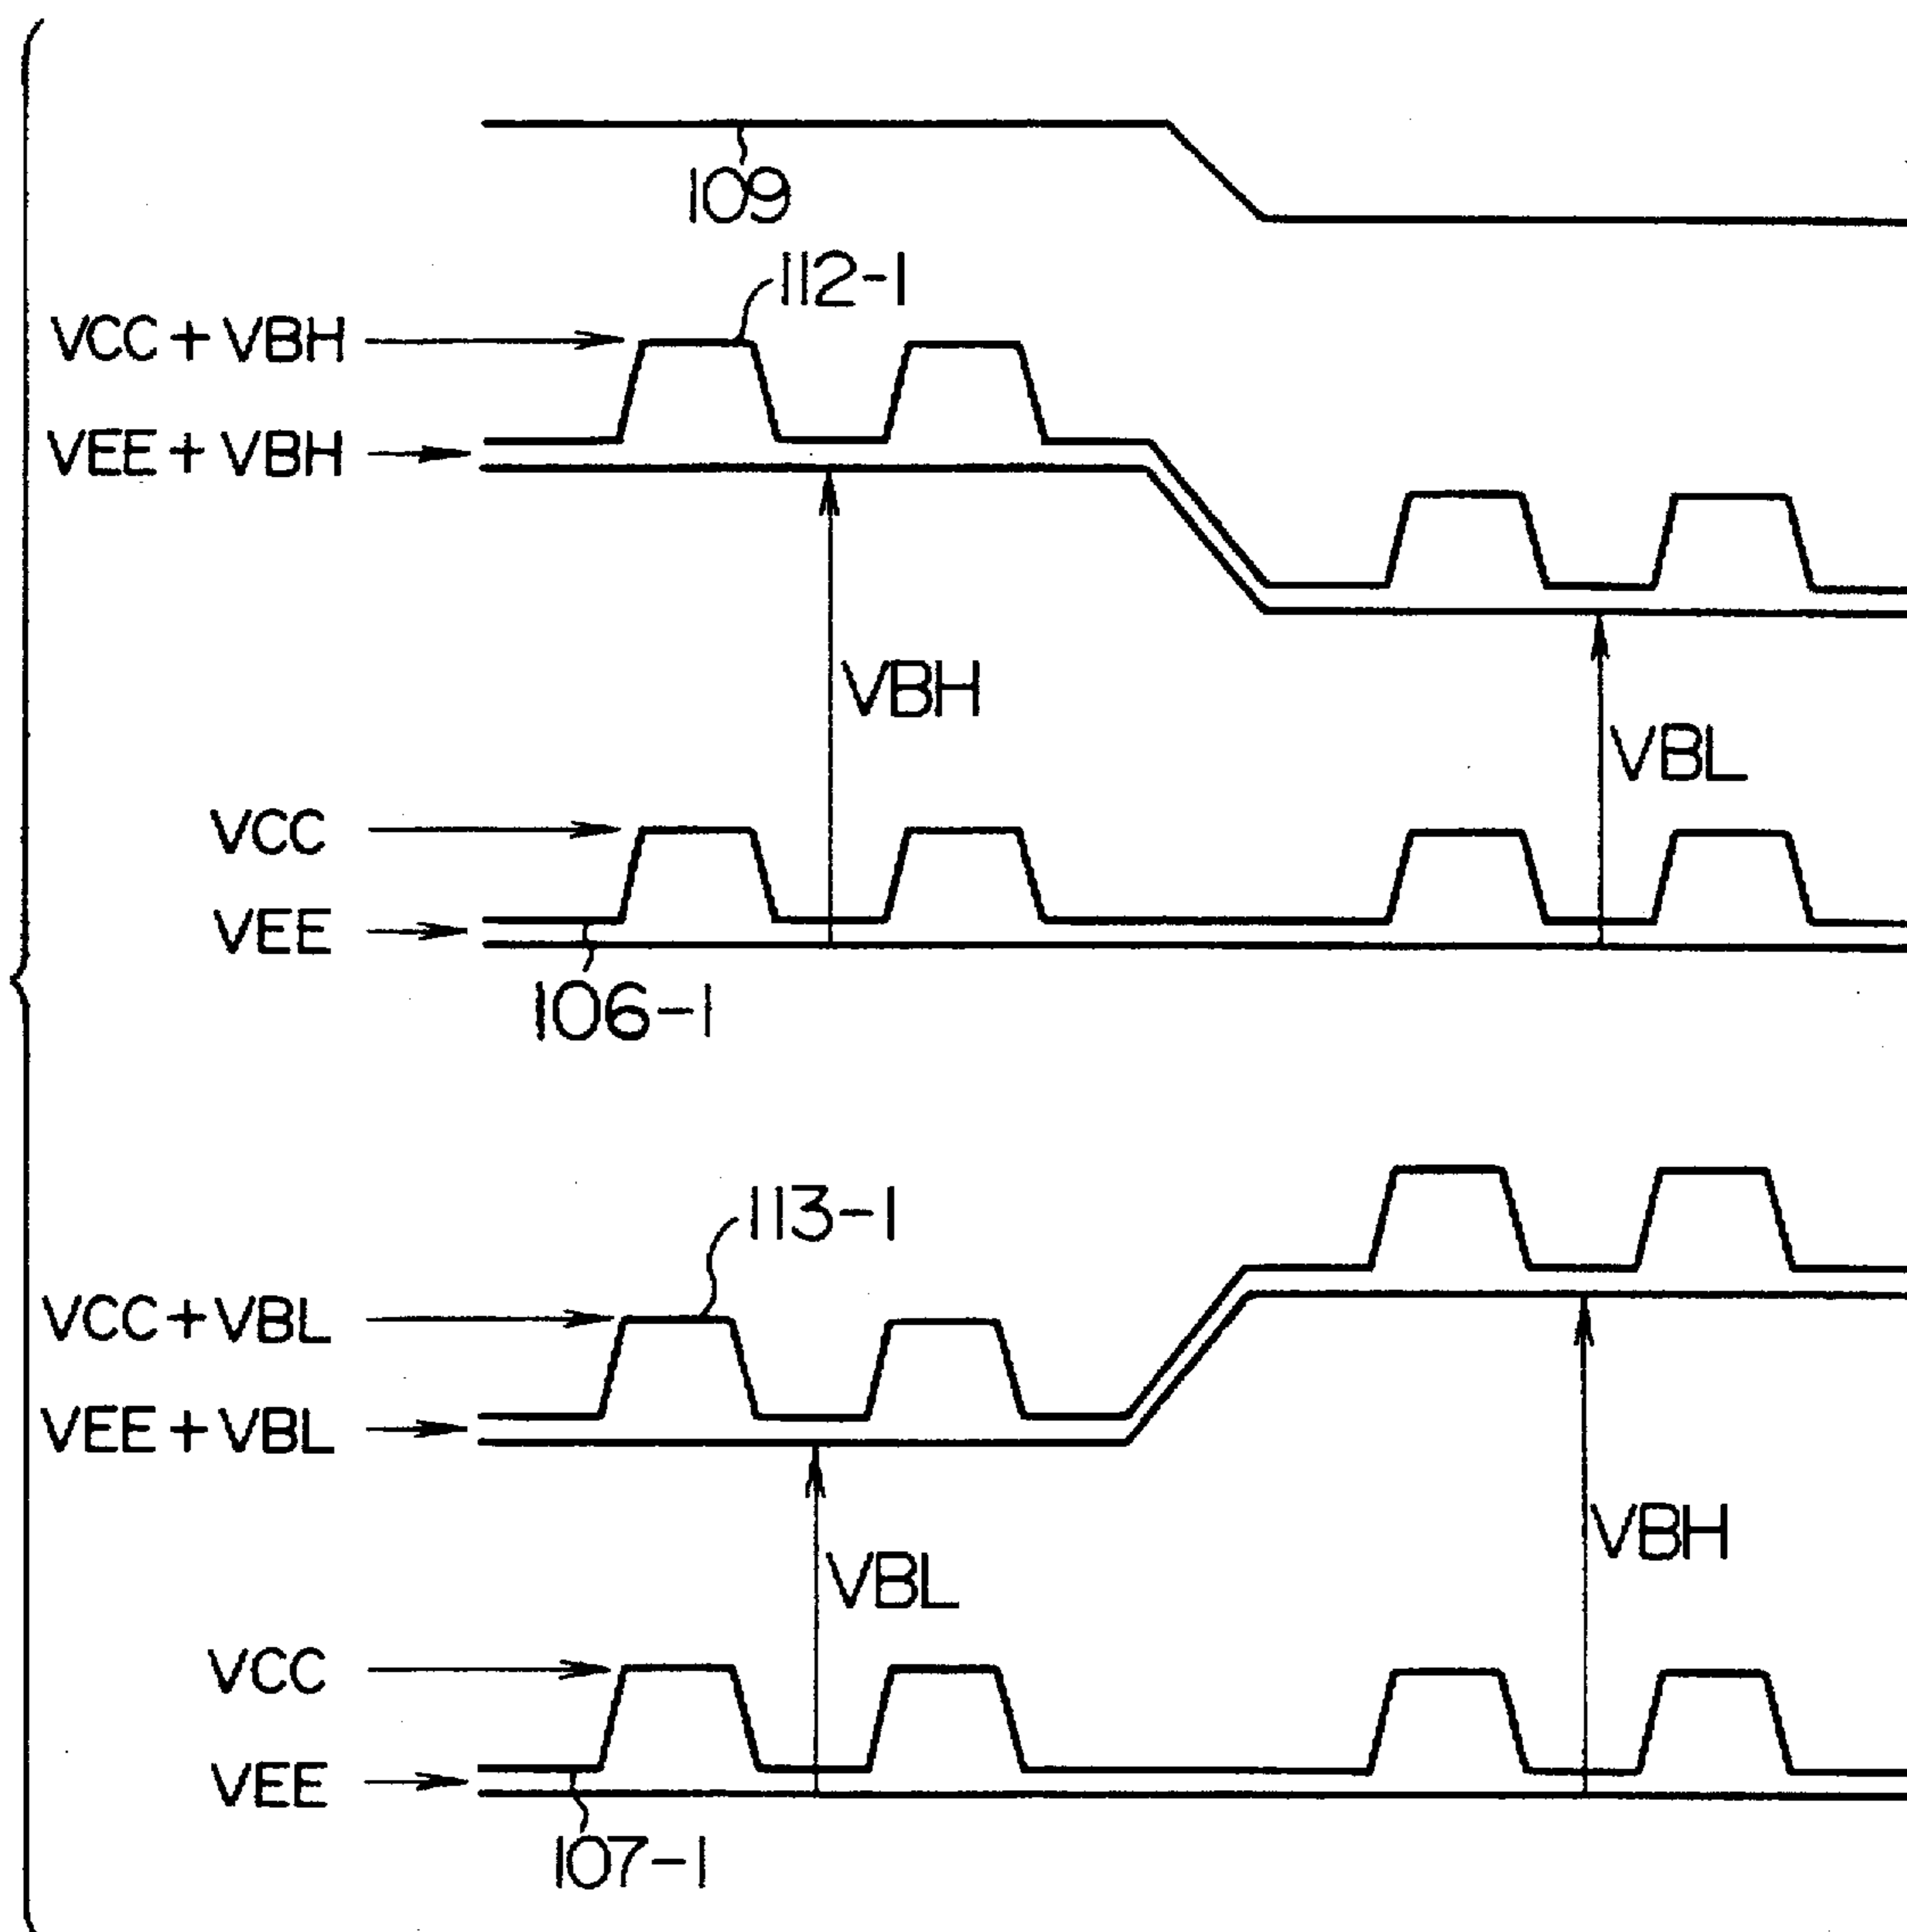 109
112-1
VCC + VBH
VEE + VBH
VBH
VBL
VCC
VEE
106-1
113-1
VCC + VBL
VEE + VBL
VBH
VBL
VCC
VEE
107-1